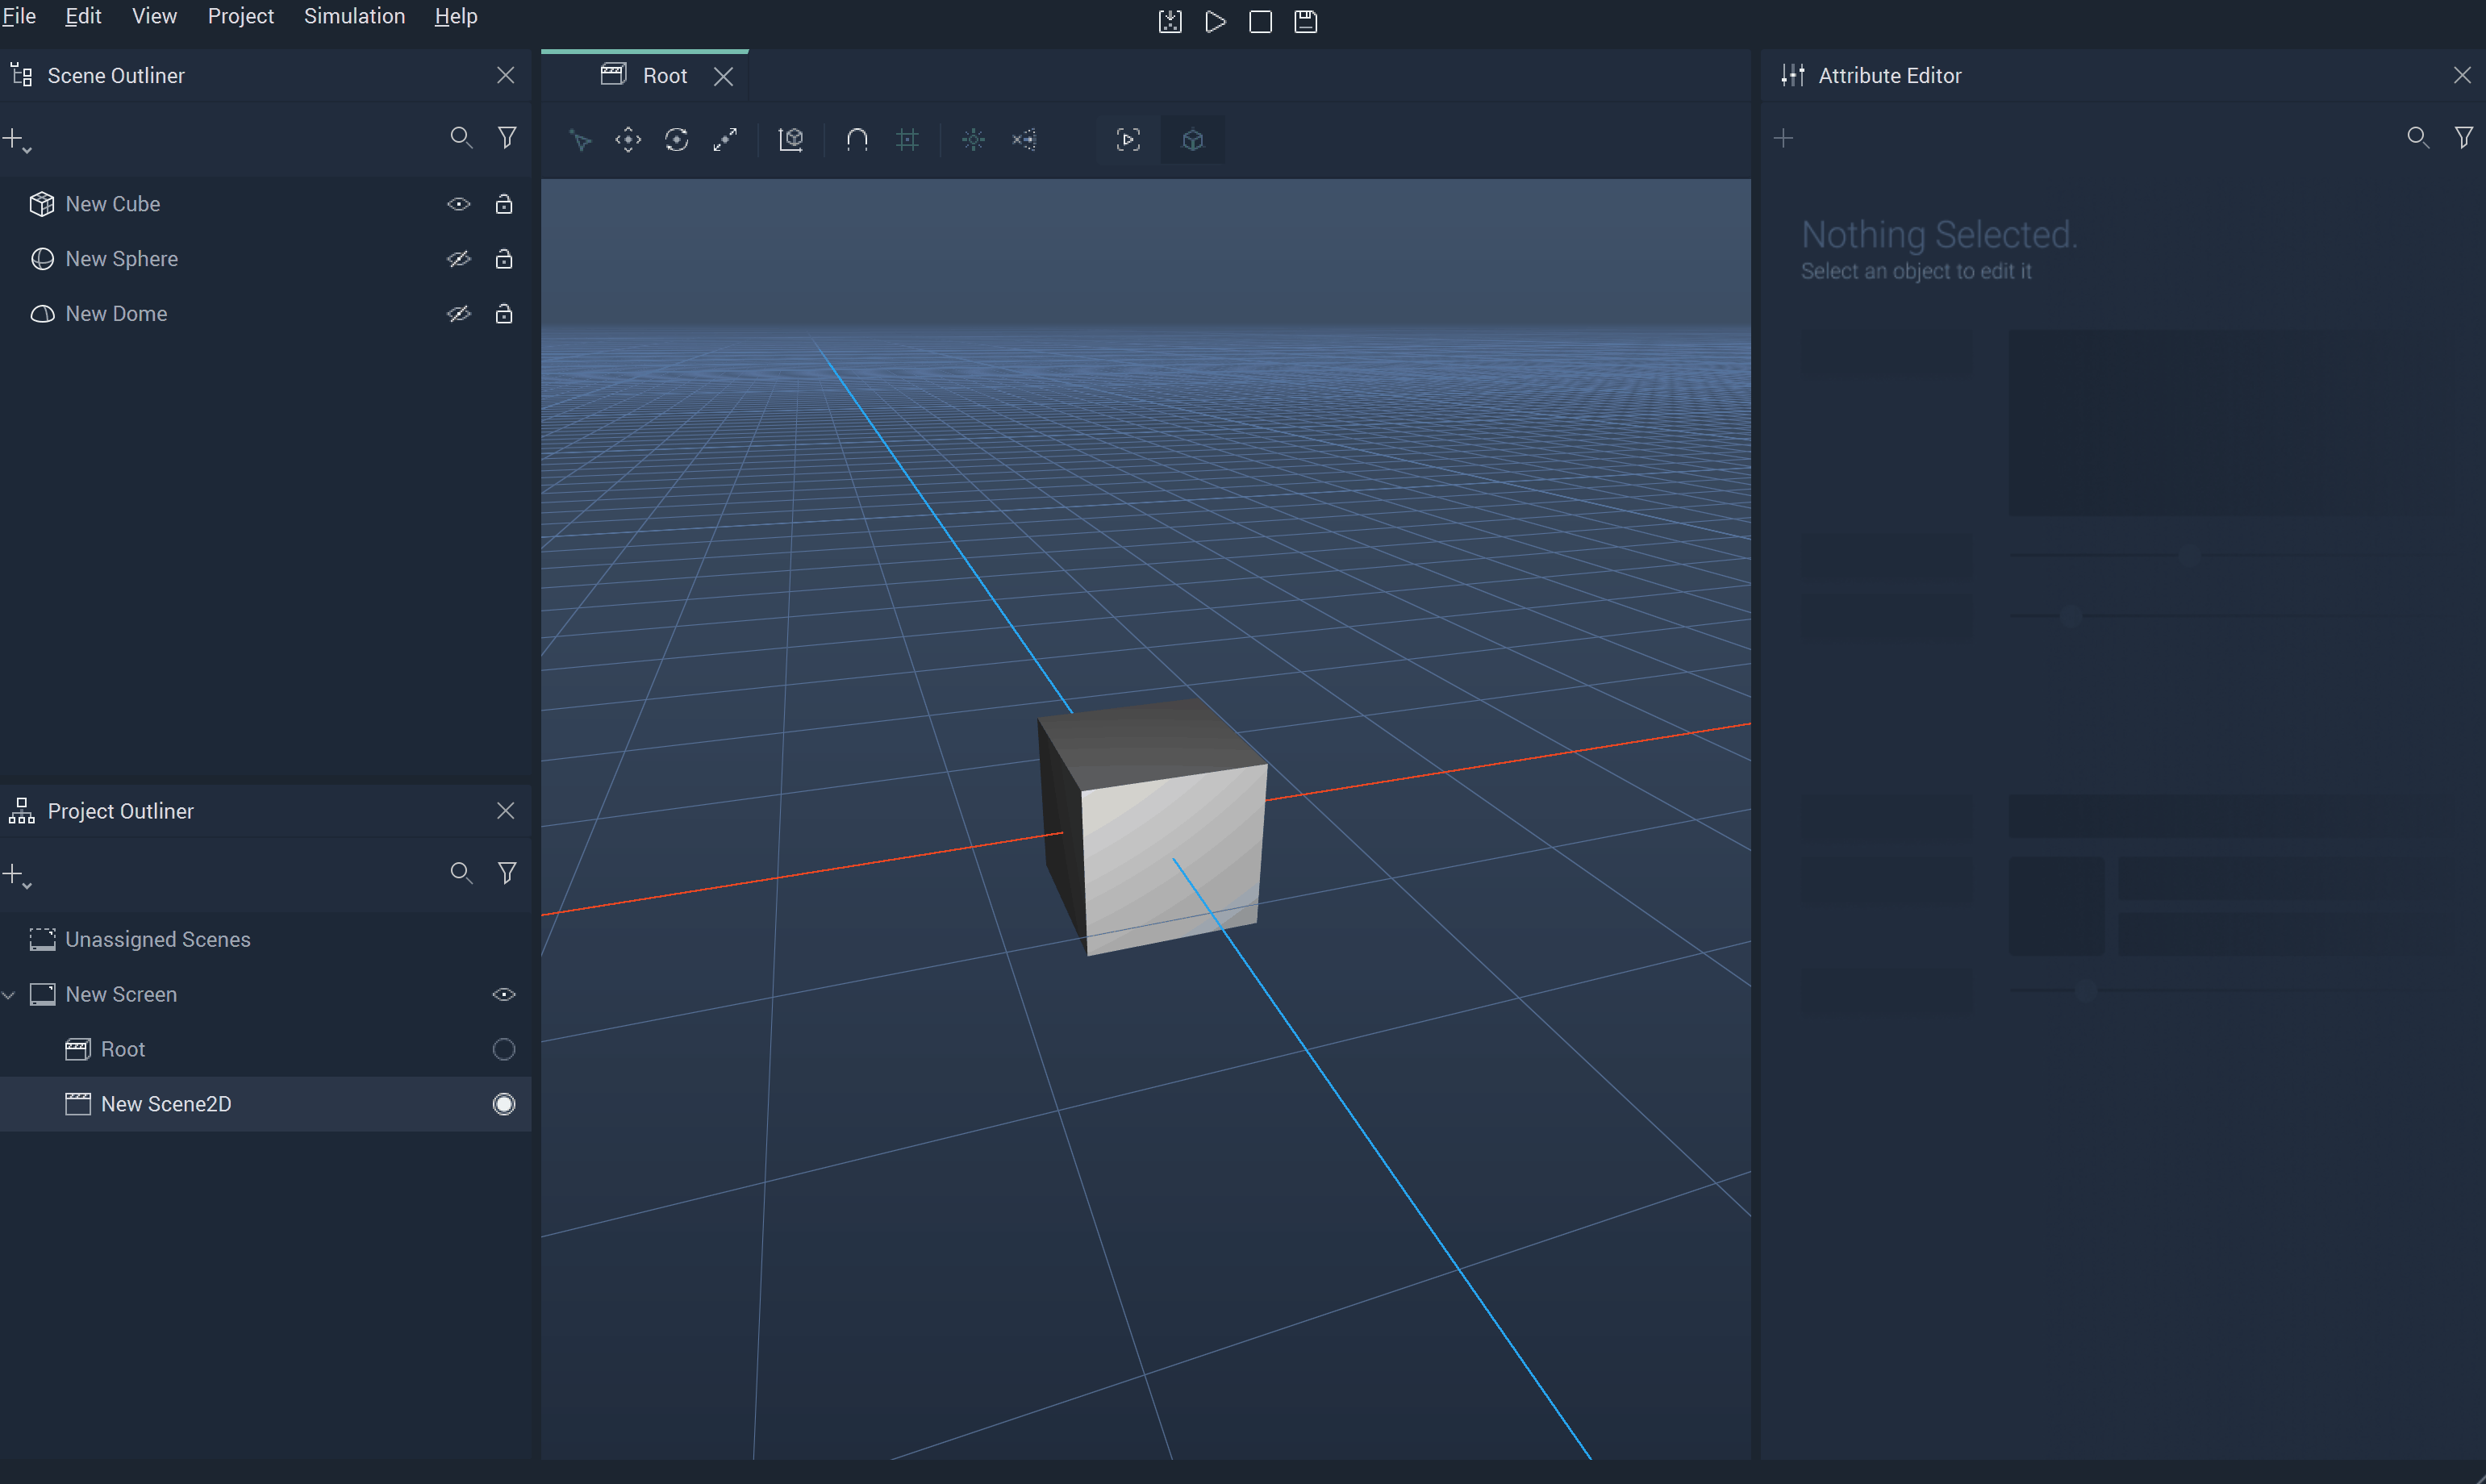 File Edit View Project Simulation Help
Scene Outliner
New Cube
New Sphere
New Dome
Project Outliner
Unassigned Scenes
New Screen
Root
New Scene2D
Root
Attribute Editor
Nothing Selected.
Select an object to edit it